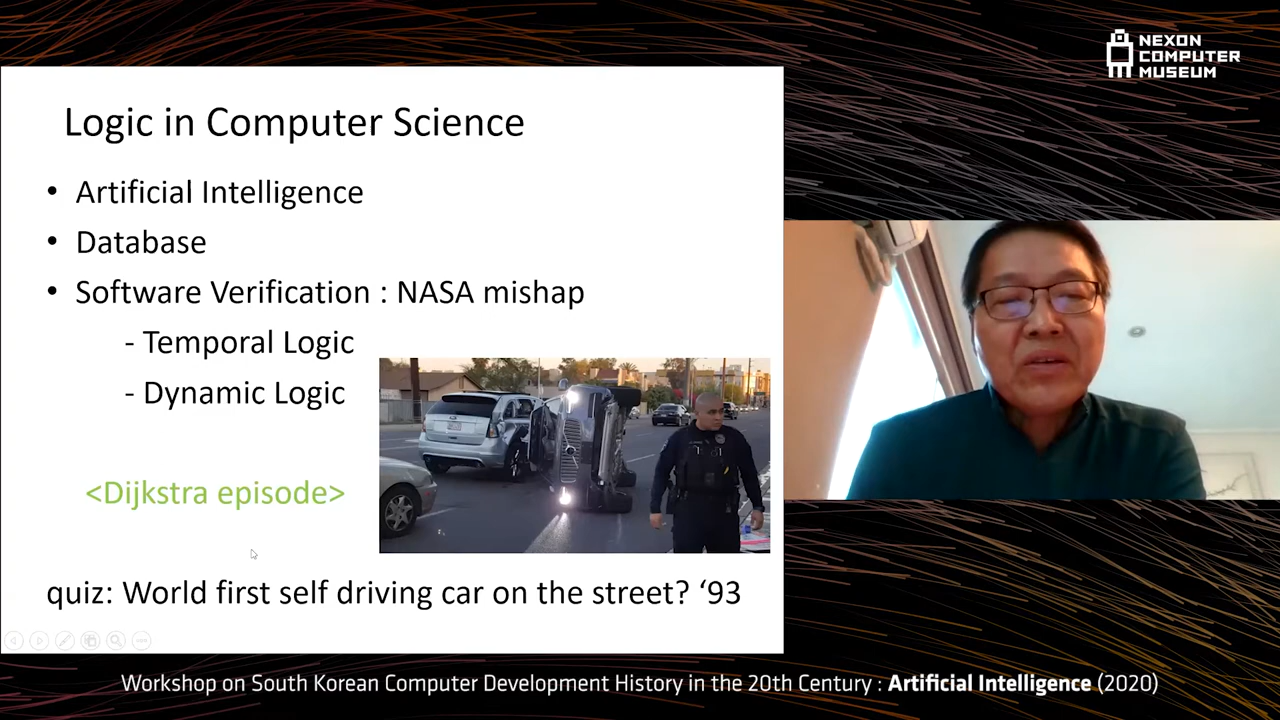 NEXON
COMPUTER
MUSEUM
Logic in Computer Science
• Artificial Intelligence
• Database
• Software Verification : NASA mishap
- Temporal Logic
- Dynamic Logic
<Dijkstra episode>
quiz: World first self driving car on the street? ‘93
Workshop on South Korean Computer Development History in the 20th Century : Artificial Intelligence (2020)